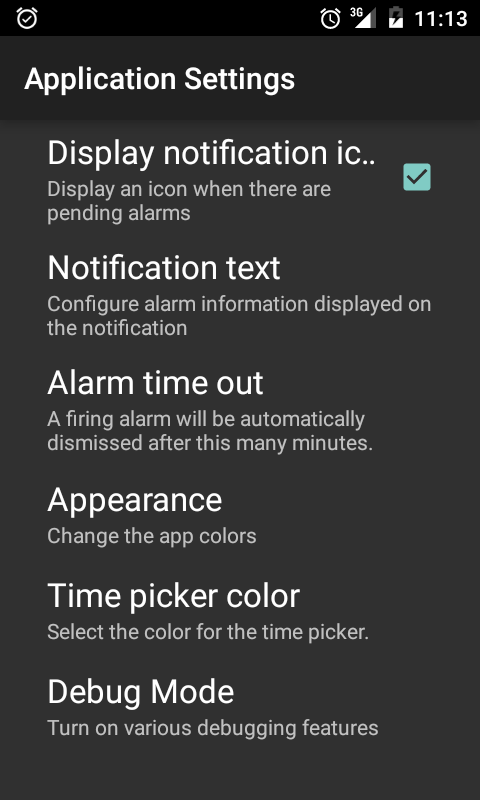 3G 11:13
Application Settings
Display notification ic…
Display an icon when there are
pending alarms
Notification text
Configure alarm information displayed on
the notification
Alarm time out
A firing alarm will be automatically
dismissed after this many minutes.
Appearance
Change the app colors
Time picker color
Select the color for the time picker.
Debug Mode
Turn on various debugging features